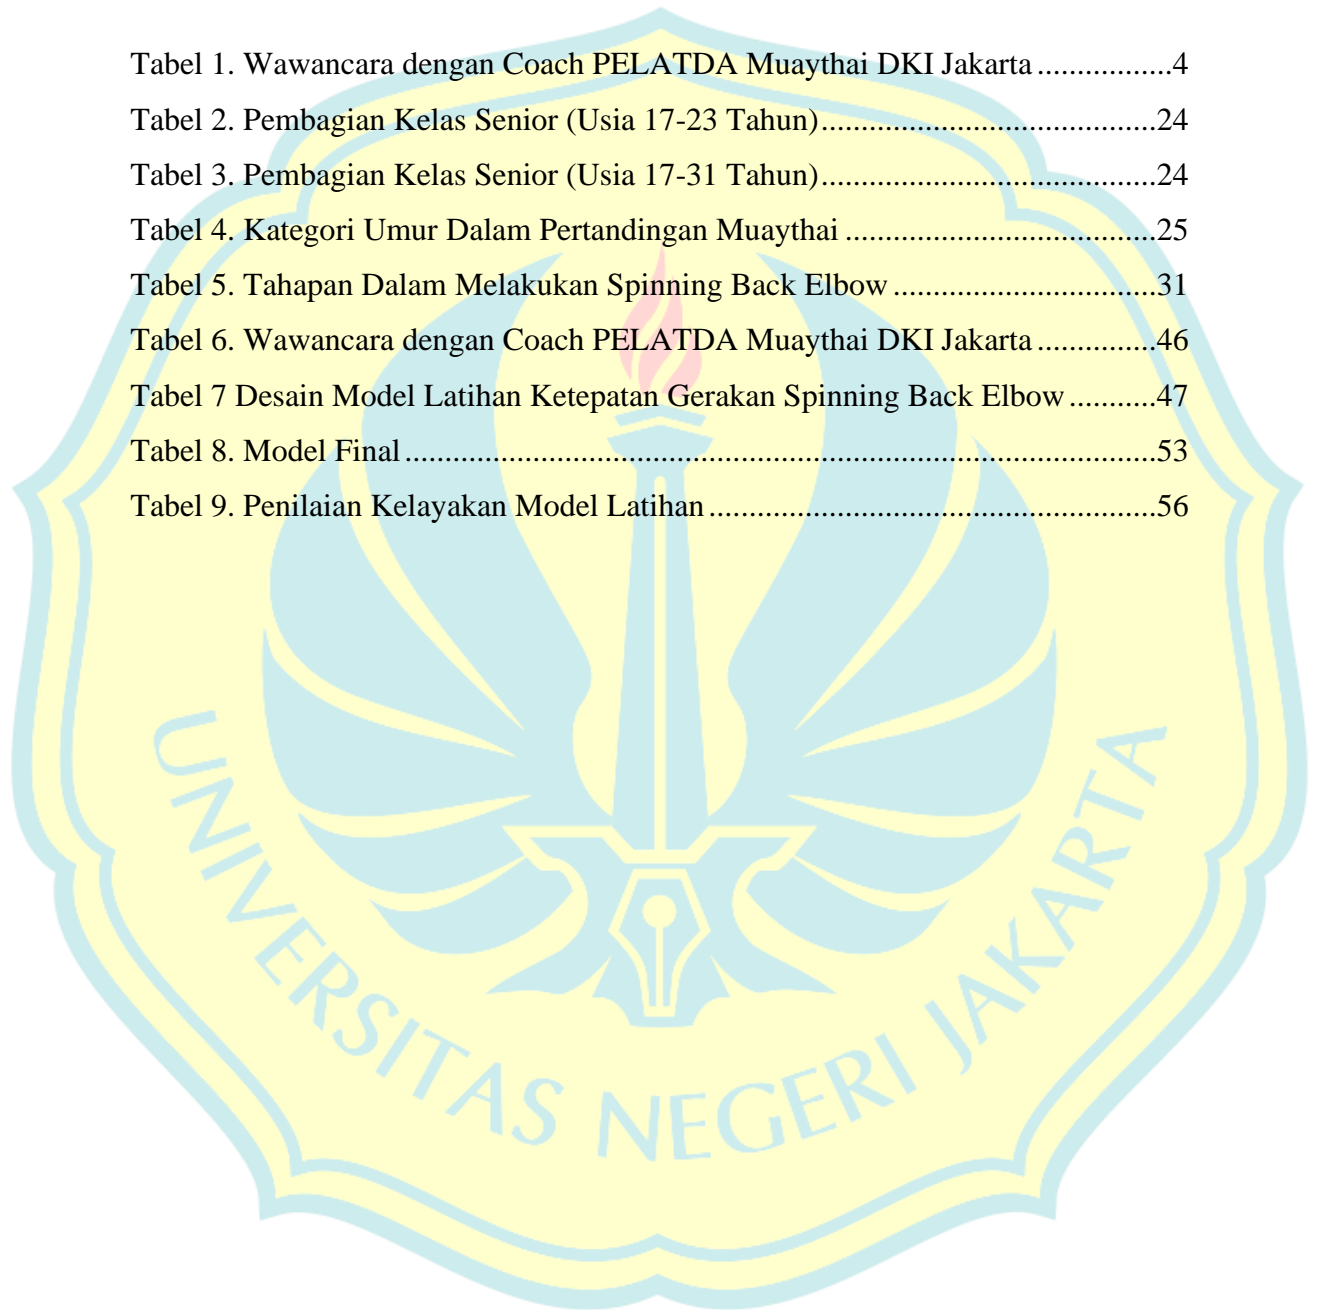 Tabel 1. Wawancara dengan Coach PELATDA Muaythai DKI Jakarta .................4
Tabel 2. Pembagian Kelas Senior (Usia 17-23 Tahun)..........................................24
Tabel 3. Pembagian Kelas Senior (Usia 17-31 Tahun)..........................................24
Tabel 4. Kategori Umur Dalam Pertandingan Muaythai .......................................25
Tabel 5. Tahapan Dalam Melakukan Spinning Back Elbow .................................31
Tabel 6. Wawancara dengan Coach PELATDA Muaythai DKI Jakarta ...............46
Tabel 7 Desain Model Latihan Ketepatan Gerakan Spinning Back Elbow ...........47
Tabel 8. Model Final..............................................................................................53
Tabel 9. Penilaian Kelayakan Model Latihan ........................................................56
UNIVERSITAS NEGERI JAKARTA